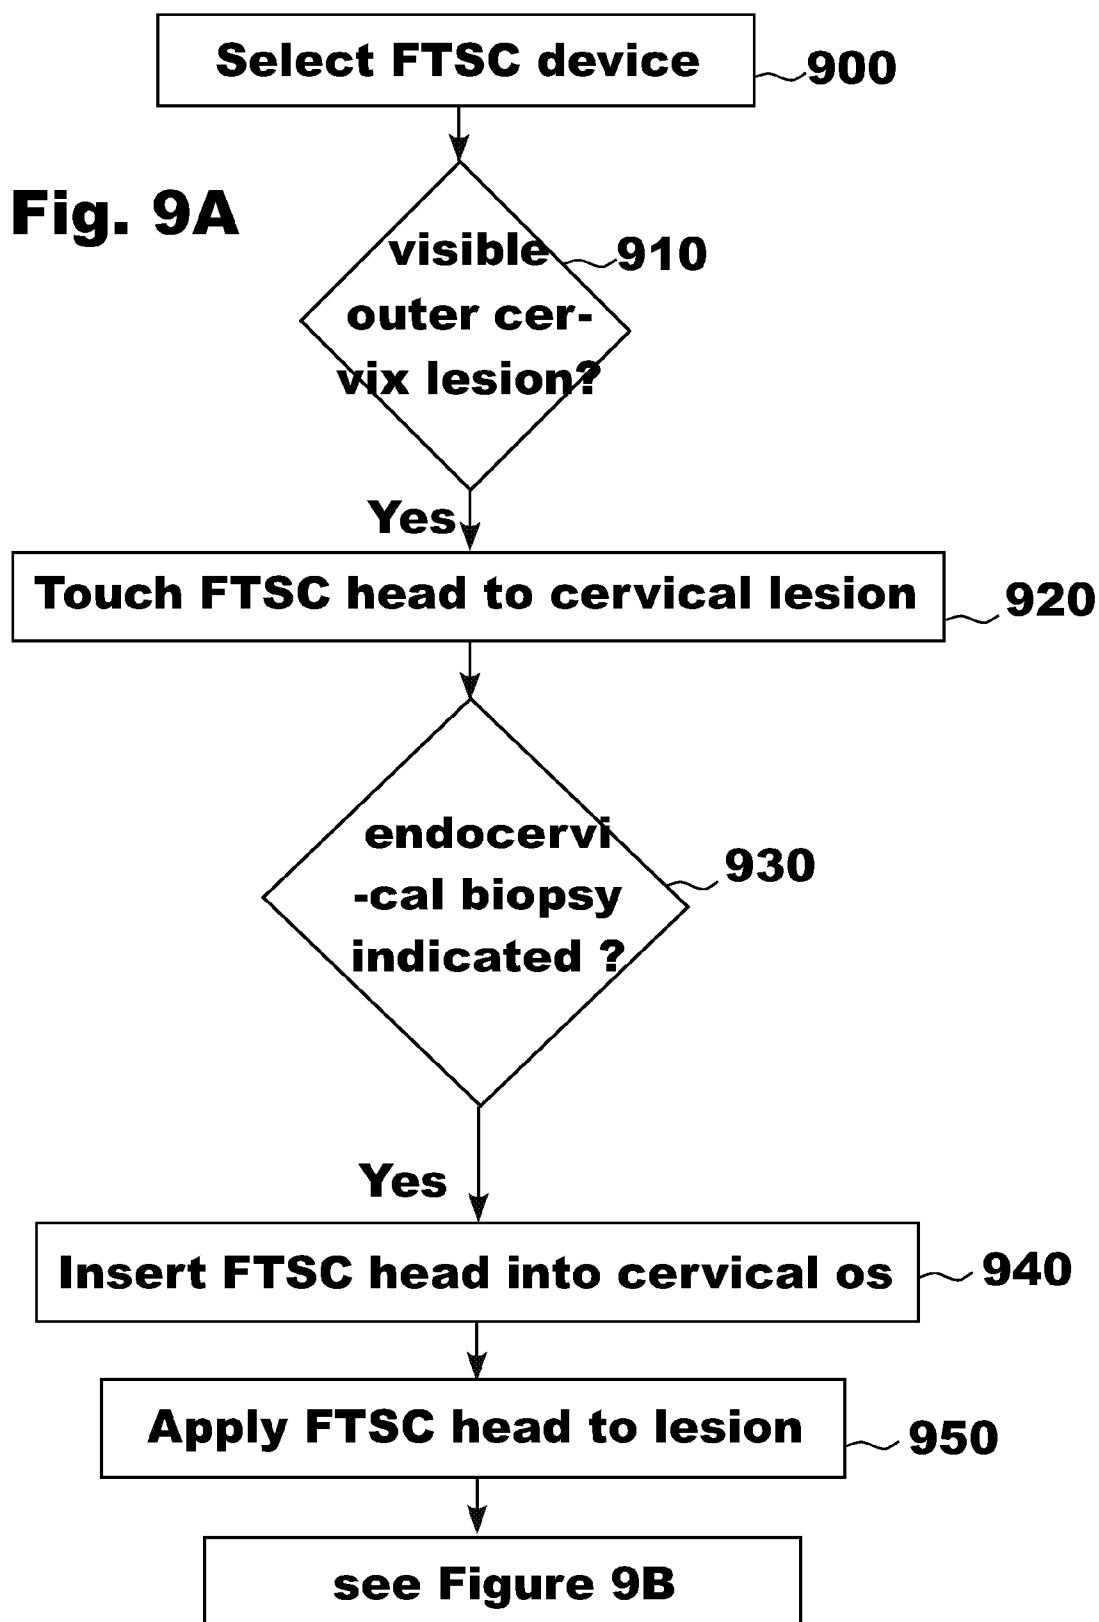 Select FTSC device
900
Fig. 9A
visible
910
outer cer-
vix lesion?
Yes
Touch FTSC head to cervical lesion
920
endocervi
930
-cal biopsy
indicated ?
Yes
Insert FTSC head into cervical os
940
Apply FTSC head to lesion
950
see Figure 9B